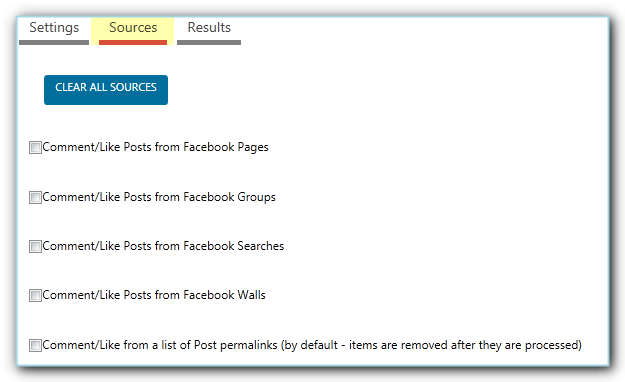 Settings Sources Results
CLEAR ALL SOURCES
Comment/Like Posts from Facebook Pages
Comment/Like Posts from Facebook Groups
Comment/Like Posts from Facebook Searches
Comment/Like Posts from Facebook Walls
Comment/Like from a list of Post permalinks (by default - items are removed after they are processed)